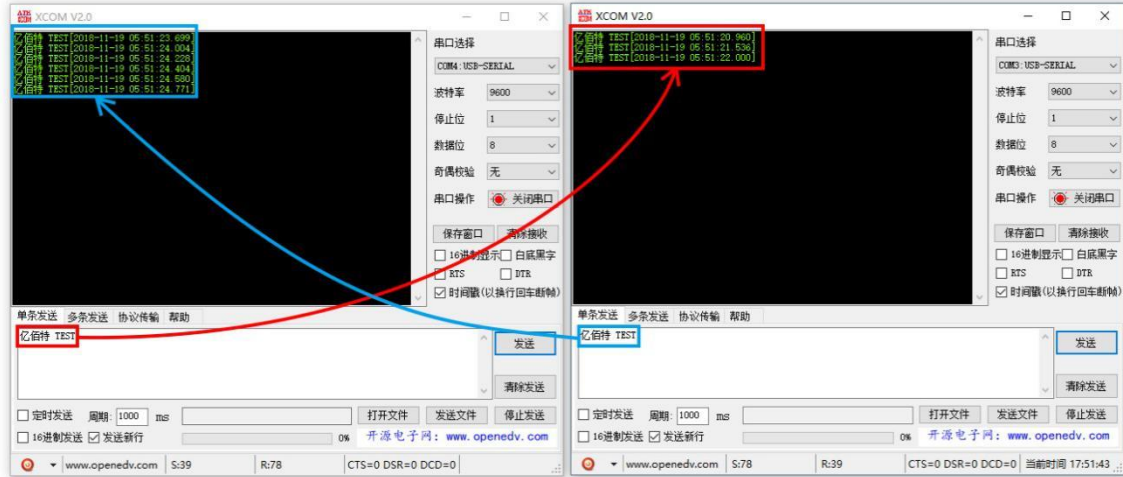 XCOM V2.0
亿佰特 TEST[2018-11-19 05:51:23.699]
亿佰特 TEST[2018-11-19 05:51:24.004]
亿佰特 TEST[2018-11-19 05:51:24.228]
亿佰特 TEST[2018-11-19 05:51:24.404]
亿佰特 TEST[2018-11-19 05:51:24.580]
亿佰特 TEST[2018-11-19 05:51:24.771]
串口选择
COM4:USB-SERIAL
波特率 9600
停止位 1
数据位 8
奇偶校验 无
串口操作 关闭串口
保存窗口 清除接收
16进制显示 白底黑字
RTS DTR
时间戳(以换行回车断帧)
单条发送 多条发送 协议传输 帮助
亿佰特 TEST
发送
清除发送
定时发送 周期: 1000 ms 打开文件 发送文件 停止发送
16进制发送 发送新行 0% 开源电子网: www.openedv.com
www.openedv.com S:39 R:78 CTS=0 DSR=0 DCD=0
XCOM V2.0
亿佰特 TEST[2018-11-19 05:51:20.960]
亿佰特 TEST[2018-11-19 05:51:21.536]
亿佰特 TEST[2018-11-19 05:51:22.000]
串口选择
COM3:USB-SERIAL
波特率 9600
停止位 1
数据位 8
奇偶校验 无
串口操作 关闭串口
保存窗口 清除接收
16进制显示 白底黑字
RTS DTR
时间戳(以换行回车断帧)
单条发送 多条发送 协议传输 帮助
亿佰特 TEST
发送
清除发送
定时发送 周期: 1000 ms 打开文件 发送文件 停止发送
16进制发送 发送新行 0% 开源电子网: www.openedv.com
www.openedv.com S:78 R:39 CTS=0 DSR=0 DCD=0 当前时间 17:51:43